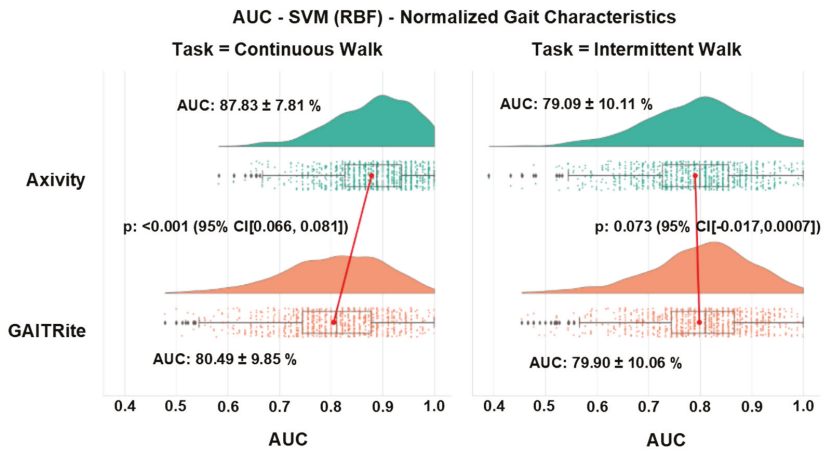 AUC - SVM (RBF) - Normalized Gait Characteristics
Task = Continuous Walk
Task = Intermittent Walk
AUC: 87.83 ± 7.81 %
AUC: 79.09 ± 10.11 %
Axivity
p: <0.001 (95% CI[0.066, 0.081])
p: 0.073 (95% CI[-0.017,0.0007])
GAITRite
AUC: 80.49 ± 9.85 %
AUC: 79.90 ± 10.06 %
0.4 0.5 0.6 0.7 0.8 0.9 1.0
0.4 0.5 0.6 0.7 0.8 0.9 1.0
AUC
AUC